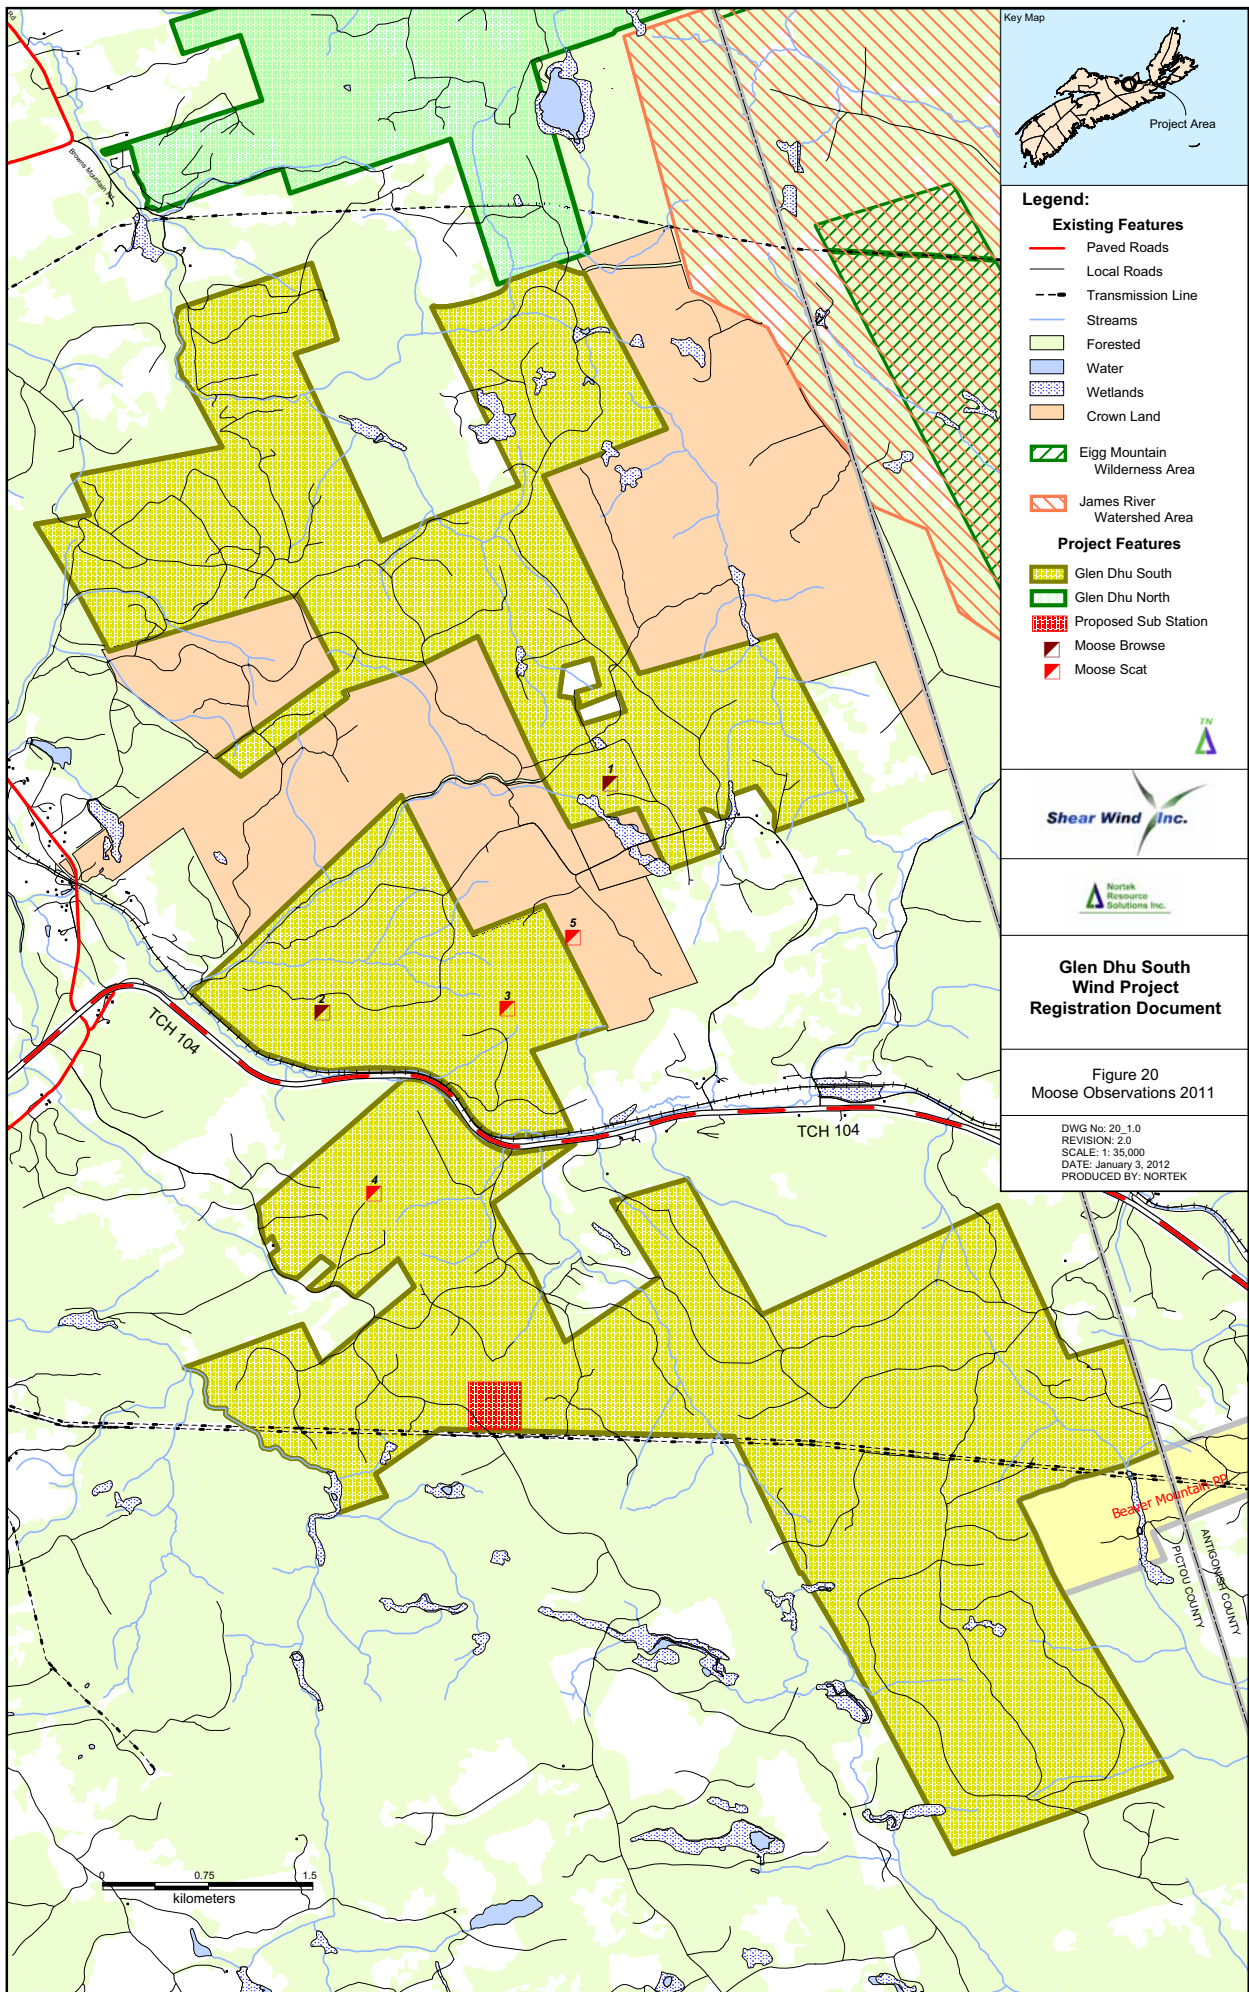 Key Map
Project Area
Legend:
Existing Features
Paved Roads
Local Roads
Transmission Line
Streams
Forested
Water
Wetlands
Crown Land
Eigg Mountain
Wilderness Area
James River
Watershed Area
Project Features
Glen Dhu South
Glen Dhu North
Proposed Sub Station
Moose Browse
Moose Scat
TN
Shear Wind Inc.
Nortek
Resource
Solutions Inc.
Glen Dhu South
Wind Project
Registration Document
Figure 20
Moose Observations 2011
DWG No: 20_1.0
REVISION: 2.0
SCALE: 1: 35,000
DATE: January 3, 2012
PRODUCED BY: NORTEK
Rd
Browns Mountain
1
5
2
3
TCH 104
TCH 104
4
Beaver Mountain PP
ANTIGONISH COUNTY
PICTOU COUNTY
0 0.75 1.5
kilometers